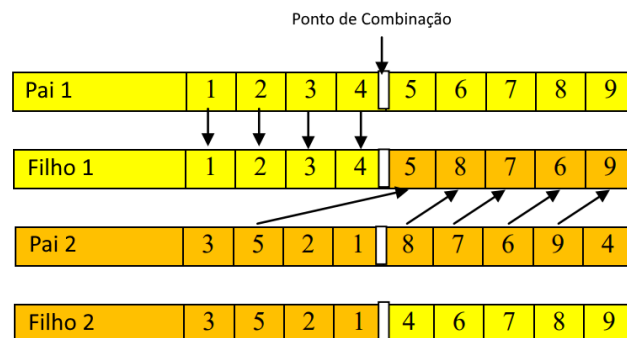 Ponto de Combinação
Pai 1 1 2 3 4 5 6 7 8 9
Filho 1 1 2 3 4 5 8 7 6 9
Pai 2 3 5 2 1 8 7 6 9 4
Filho 2 3 5 2 1 4 6 7 8 9